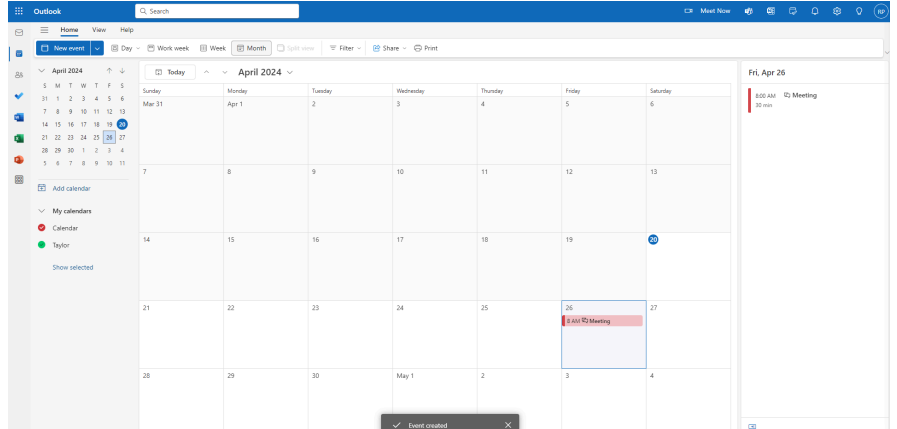 Outlook
Search
Meet Now
RP
Home View Help
New event Day Work week Week Month Split view Filter Share Print
April 2024
S M T W T F S
31 1 2 3 4 5 6
7 8 9 10 11 12 13
14 15 16 17 18 19 20
21 22 23 24 25 26 27
28 29 30 1 2 3 4
5 6 7 8 9 10 11
Add calendar
My calendars
Calendar
Taylor
Show selected
Today April 2024
Sunday Monday Tuesday Wednesday Thursday Friday Saturday
Mar 31 Apr 1 2 3 4 5 6
7 8 9 10 11 12 13
14 15 16 17 18 19 20
21 22 23 24 25 26 27
8 AM Meeting
28 29 30 May 1 2 3 4
Event created
Fri, Apr 26
8:00 AM Meeting
30 min